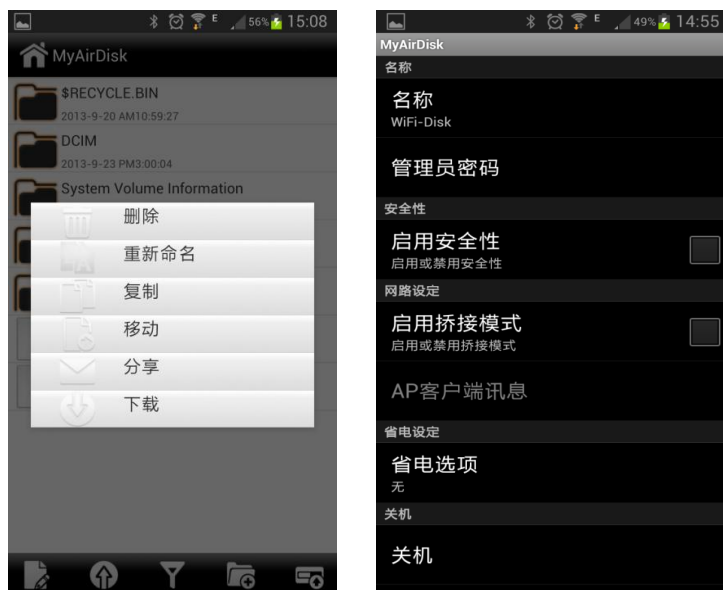 E 56% 15:08
MyAirDisk
$RECYCLE.BIN
2013-9-20 AM10:59:27
DCIM
2013-9-23 PM3:00:04
System Volume Information
删除
重新命名
复制
移动
分享
下载
E 49% 14:55
MyAirDisk
名称
名称
WiFi-Disk
管理员密码
安全性
启用安全性
启用或禁用安全性
网路设定
启用挢接模式
启用或禁用挢接模式
AP客户端讯息
省电设定
省电选项
无
关机
关机